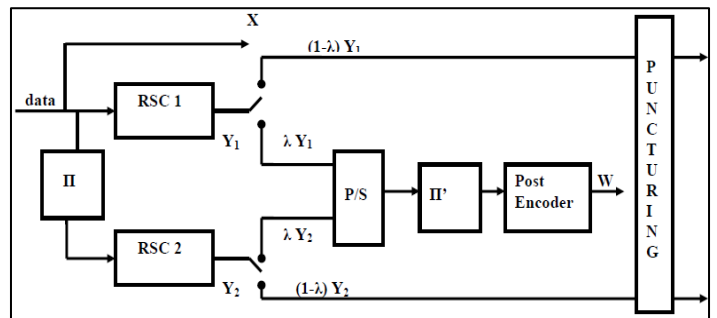 X
(1-λ) Y₁
data
RSC 1
Y₁
λ Y₁
Π
P/S
Π’
Post
Encoder
W
λ Y₂
RSC 2
Y₂
(1-λ) Y₂
P
U
N
C
T
U
R
I
N
G